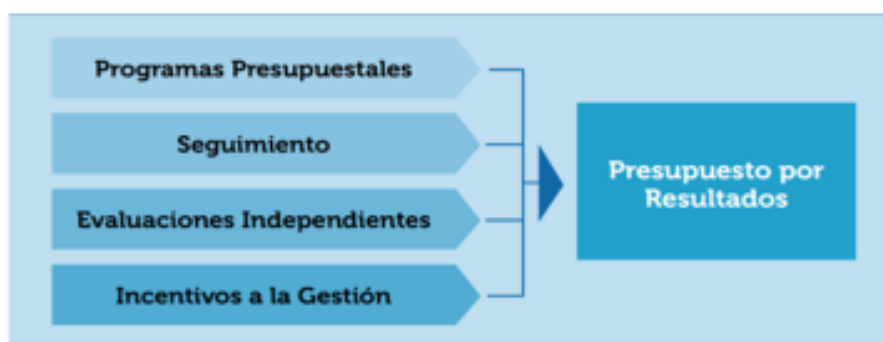 Programas Presupuestales
Seguimiento
Evaluaciones Independientes
Incentivos a la Gestión
Presupuesto por
Resultados